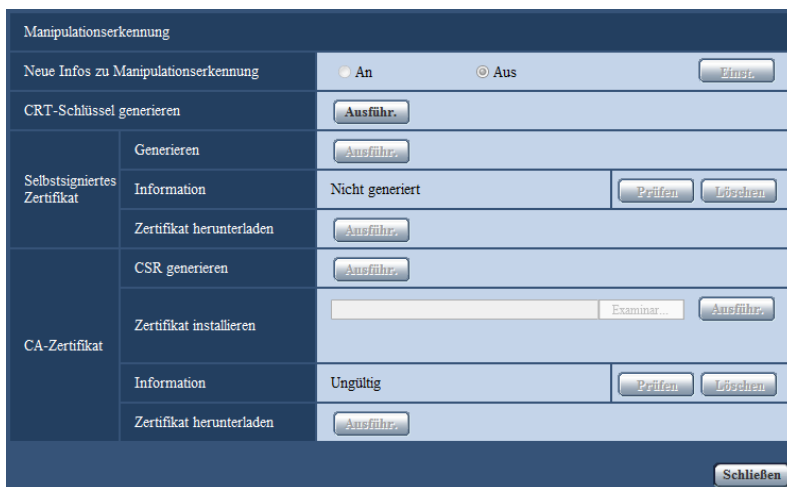 Manipulationserkennung
Neue Infos zu Manipulationserkennung An Aus Einst.
CRT-Schlüssel generieren Ausführ.
Selbstsigniertes Zertifikat
Generieren Ausführ.
Information Nicht generiert Prüfen Löschen
Zertifikat herunterladen Ausführ.
CA-Zertifikat
CSR generieren Ausführ.
Zertifikat installieren Examinar... Ausführ.
Information Ungültig Prüfen Löschen
Zertifikat herunterladen Ausführ.
Schließen